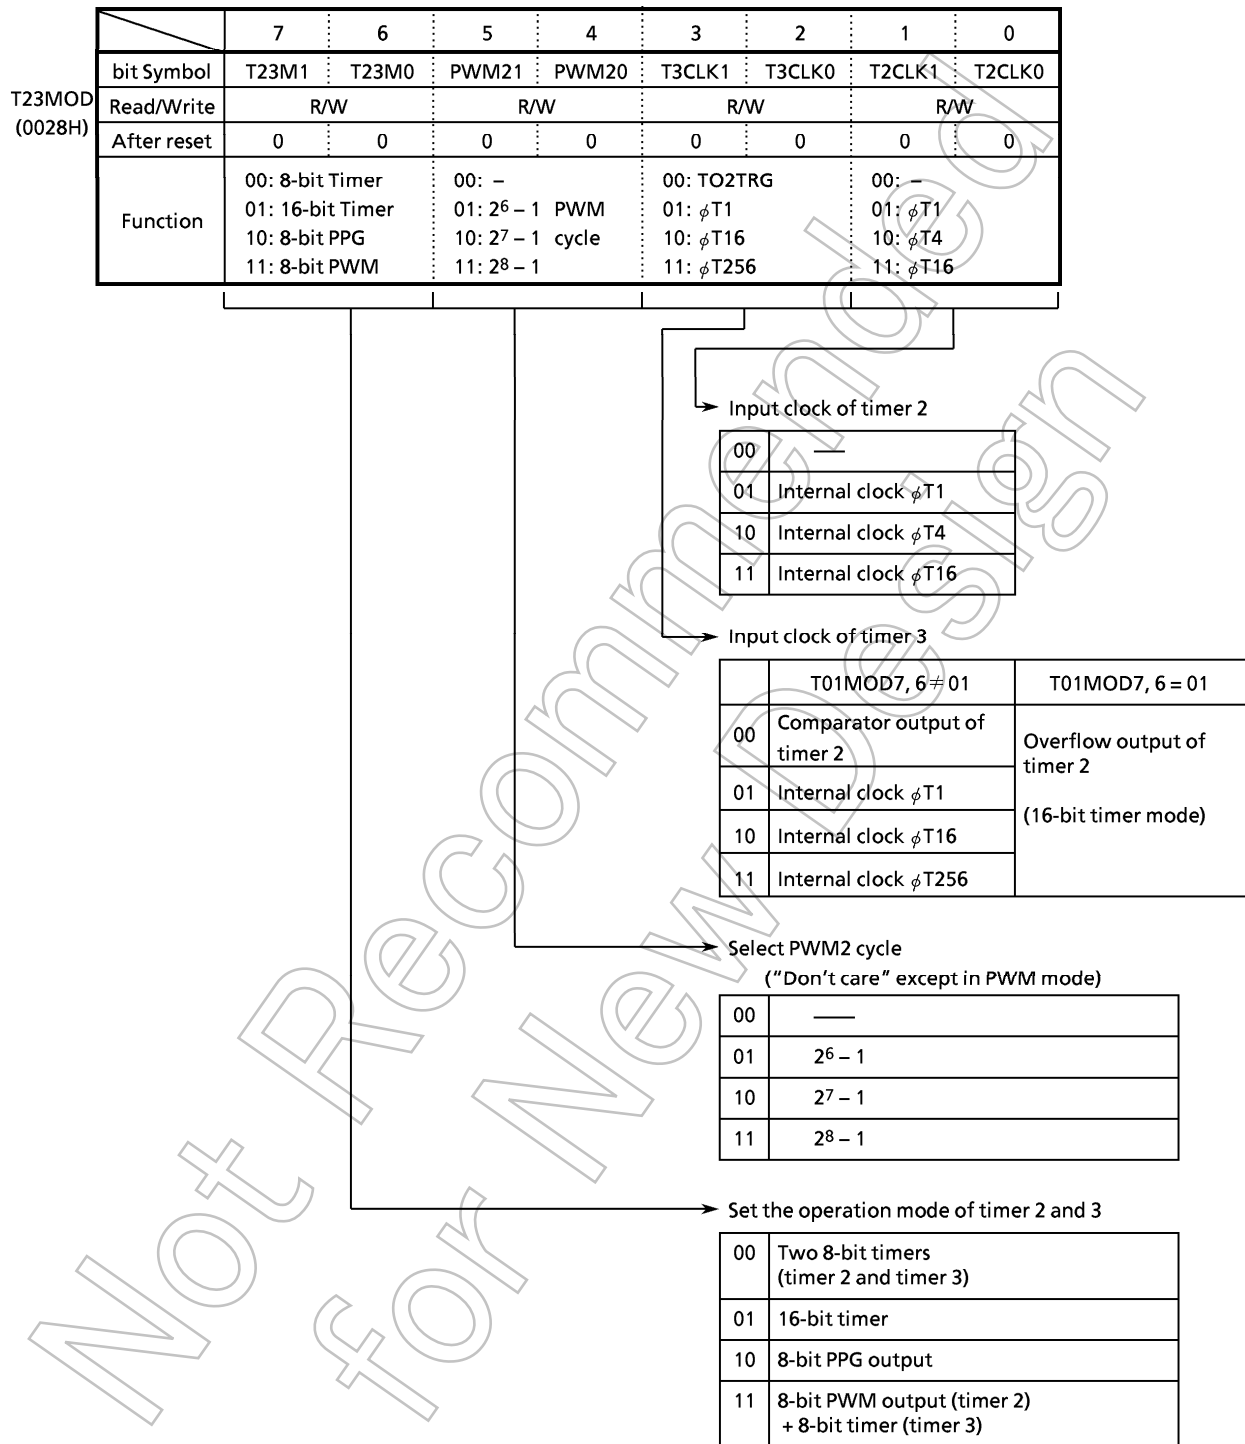 7 6 5 4 3 2 1 0
bit Symbol T23M1 T23M0 PWM21 PWM20 T3CLK1 T3CLK0 T2CLK1 T2CLK0
T23MOD
(0028H)
Read/Write R/W R/W R/W R/W
After reset 0 0 0 0 0 0 0 0
Function
00: 8-bit Timer 00: – 00: TO2TRG 00: –
01: 16-bit Timer 01: 2⁶ – 1 PWM 01: ϕT1 01: ϕT1
10: 8-bit PPG 10: 2⁷ – 1 cycle 10: ϕT16 10: ϕT4
11: 8-bit PWM 11: 2⁸ – 1 11: ϕT256 11: ϕT16
Input clock of timer 2
00 —
01 Internal clock ϕT1
10 Internal clock ϕT4
11 Internal clock ϕT16
Input clock of timer 3
T01MOD7, 6 ≠ 01 T01MOD7, 6 = 01
00 Comparator output of
timer 2
01 Internal clock ϕT1
10 Internal clock ϕT16
11 Internal clock ϕT256
Overflow output of
timer 2
(16-bit timer mode)
Select PWM2 cycle
(“Don’t care” except in PWM mode)
00 —
01 2⁶ – 1
10 2⁷ – 1
11 2⁸ – 1
Set the operation mode of timer 2 and 3
00 Two 8-bit timers
(timer 2 and timer 3)
01 16-bit timer
10 8-bit PPG output
11 8-bit PWM output (timer 2)
+ 8-bit timer (timer 3)
Not Recommended
for New Design